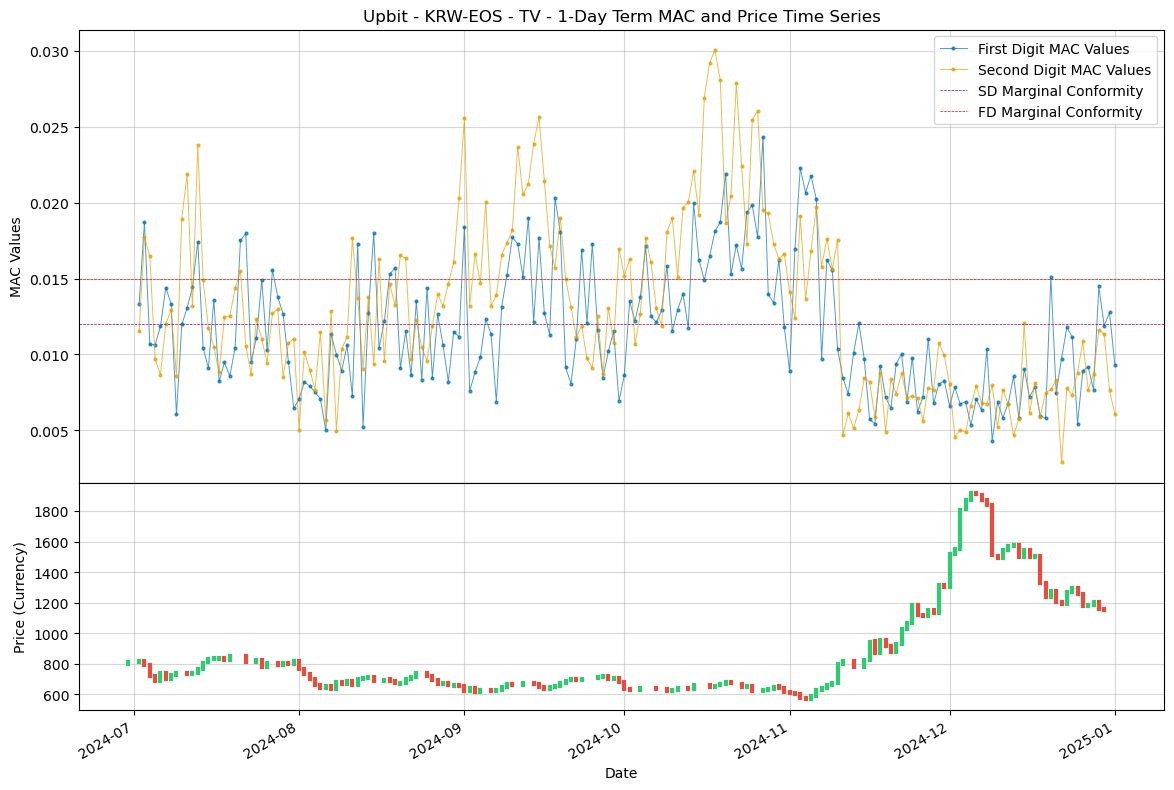 Upbit - KRW-EOS - TV - 1-Day Term MAC and Price Time Series
First Digit MAC Values
Second Digit MAC Values
SD Marginal Conformity
FD Marginal Conformity
MAC Values
0.030
0.025
0.020
0.015
0.010
0.005
Price (Currency)
1800
1600
1400
1200
1000
800
600
2024-07
2024-08
2024-09
2024-10
2024-11
2024-12
2025-01
Date